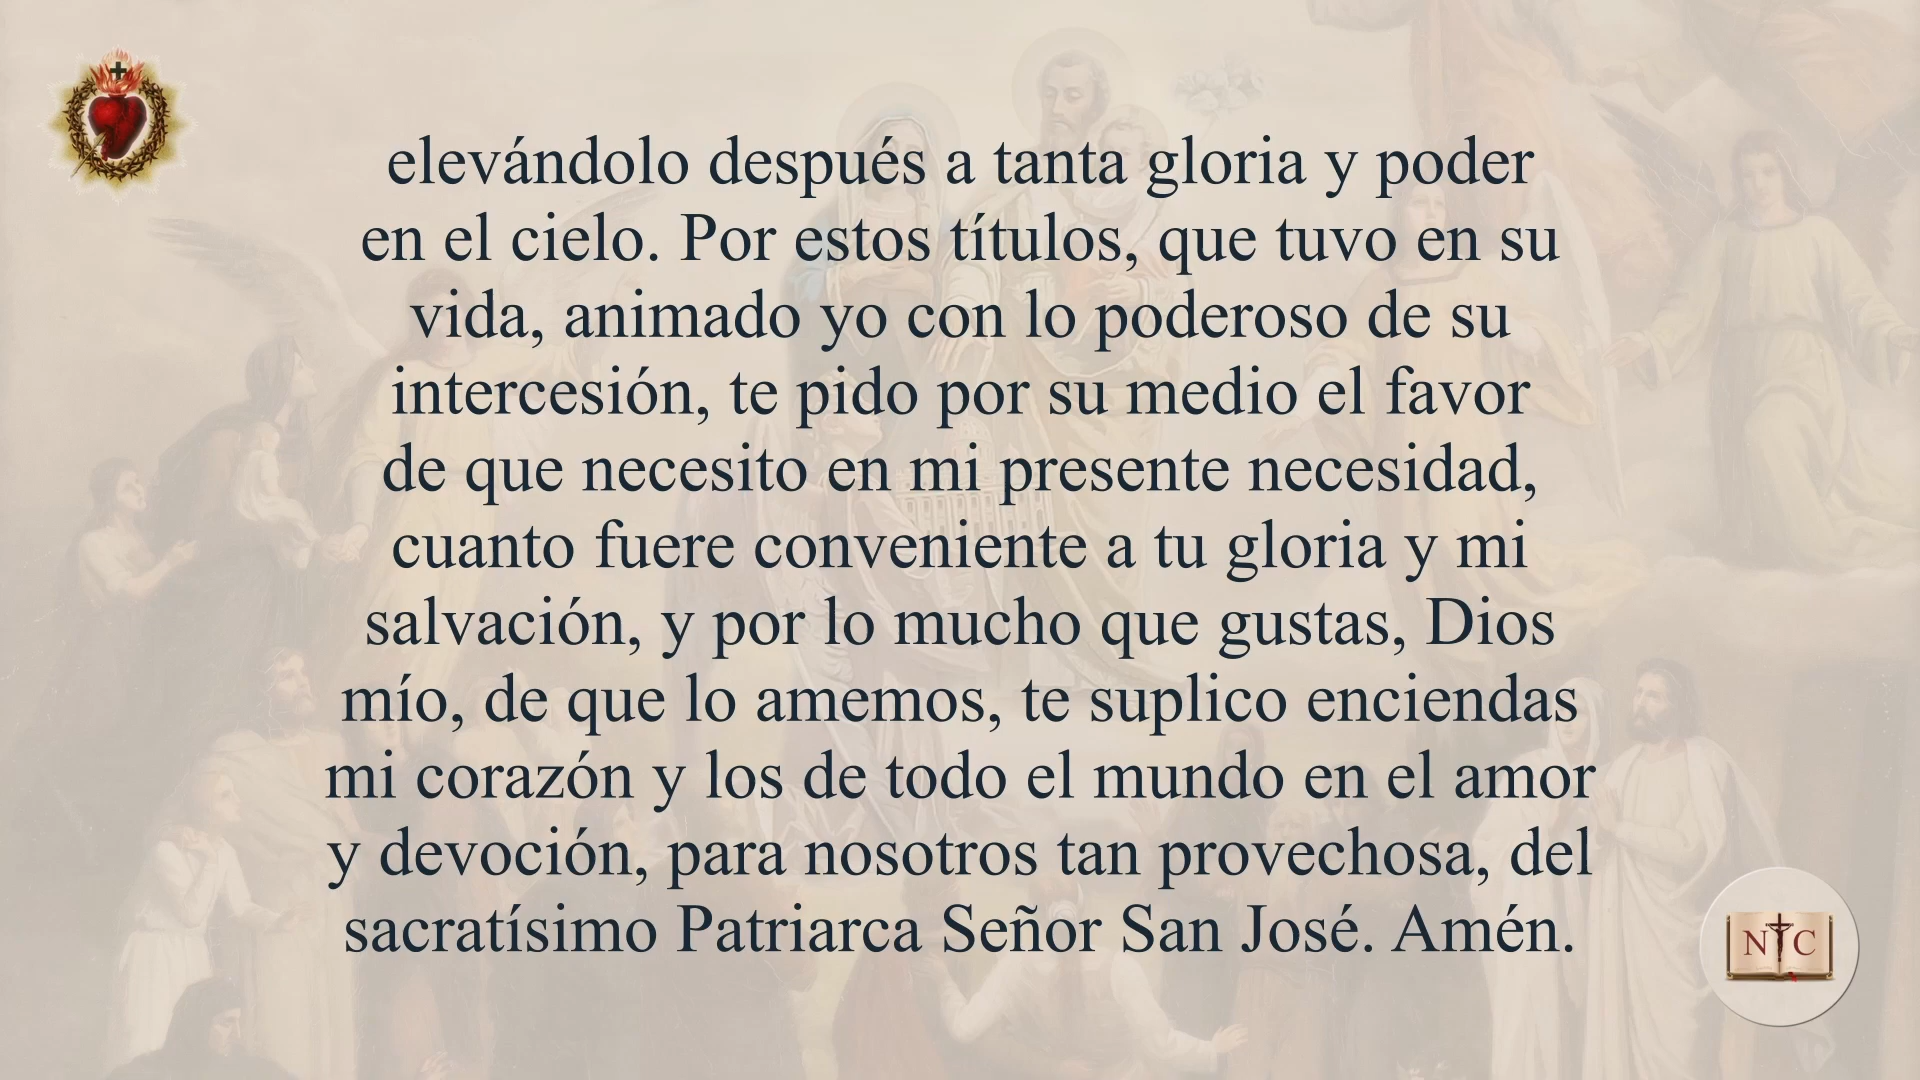 elevándolo después a tanta gloria y poder
en el cielo. Por estos títulos, que tuvo en su
vida, animado yo con lo poderoso de su
intercesión, te pido por su medio el favor
de que necesito en mi presente necesidad,
cuanto fuere conveniente a tu gloria y mi
salvación, y por lo mucho que gustas, Dios
mío, de que lo amemos, te suplico enciendas
mi corazón y los de todo el mundo en el amor
y devoción, para nosotros tan provechosa, del
sacratísimo Patriarca Señor San José. Amén.
N C